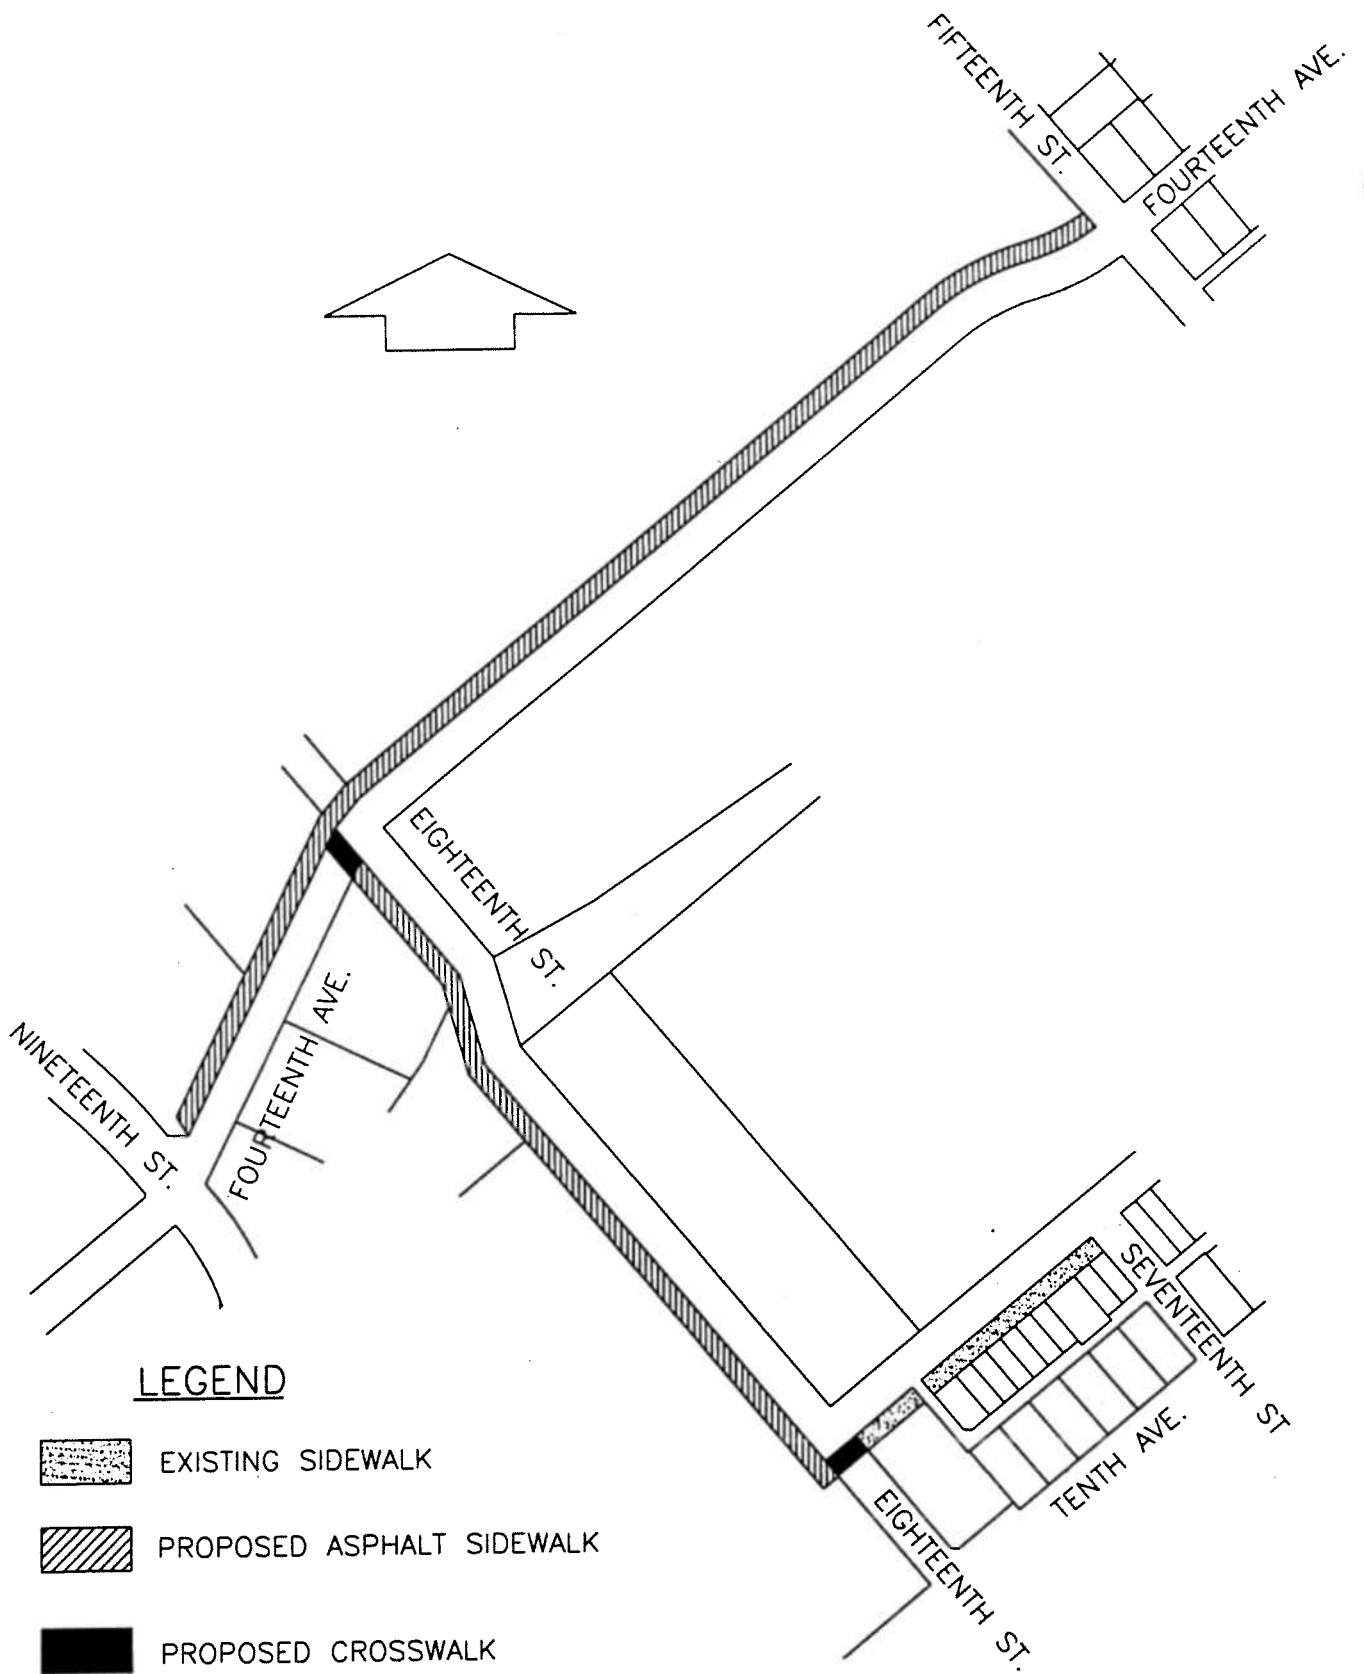 FIFTEENTH ST.
FOURTEENTH AVE.
EIGHTEENTH ST.
FOURTEENTH AVE.
NINETEENTH ST.
SEVENTEENTH ST
TENTH AVE.
EIGHTEENTH ST.
LEGEND
EXISTING SIDEWALK
PROPOSED ASPHALT SIDEWALK
PROPOSED CROSSWALK